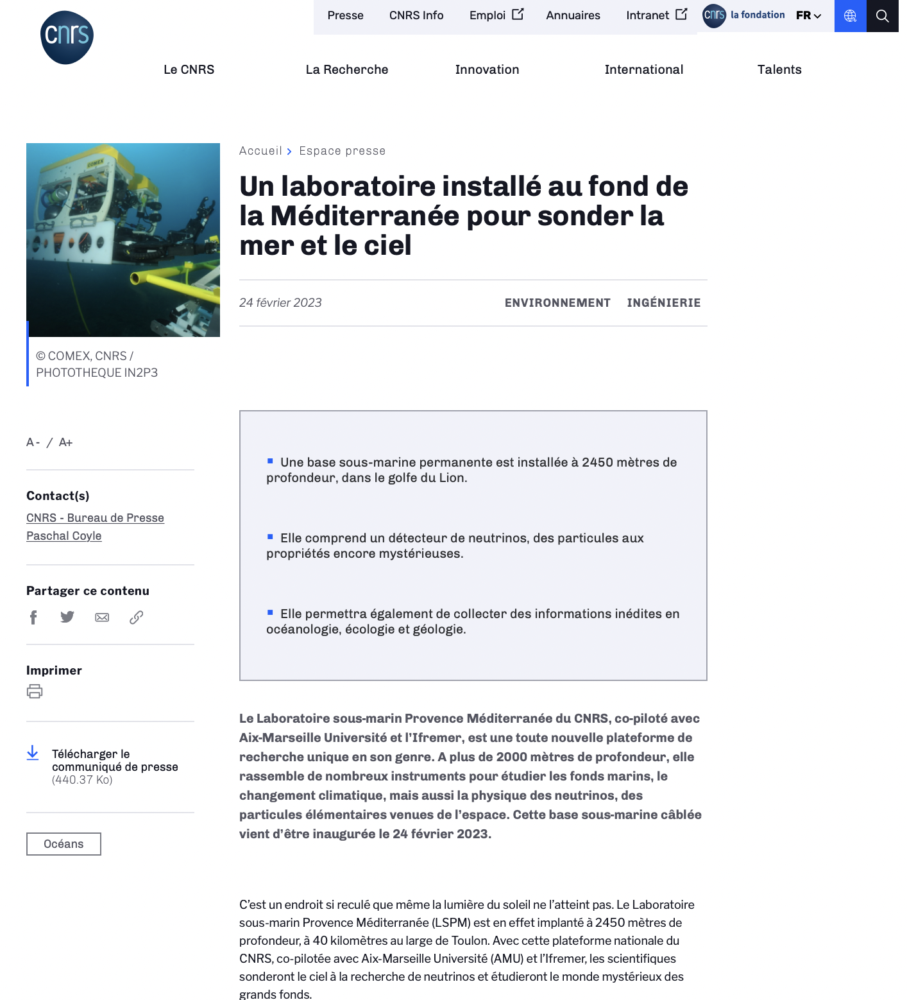 cnrs
Presse
CNRS Info
Emploi
Annuaires
Intranet
cnrs la fondation
FR
Le CNRS
La Recherche
Innovation
International
Talents
COMEX
© COMEX, CNRS /
PHOTOTHEQUE IN2P3
Accueil
Espace presse
Un laboratoire installé au fond de
la Méditerranée pour sonder la
mer et le ciel
24 février 2023
ENVIRONNEMENT
INGÉNIERIE
A - / A+
Contact(s)
CNRS - Bureau de Presse
Paschal Coyle
Partager ce contenu
Imprimer
Télécharger le
communiqué de presse
(440.37 Ko)
Océans
Une base sous-marine permanente est installée à 2450 mètres de
profondeur, dans le golfe du Lion.
Elle comprend un détecteur de neutrinos, des particules aux
propriétés encore mystérieuses.
Elle permettra également de collecter des informations inédites en
océanologie, écologie et géologie.
Le Laboratoire sous-marin Provence Méditerranée du CNRS, co-piloté avec
Aix-Marseille Université et l’Ifremer, est une toute nouvelle plateforme de
recherche unique en son genre. A plus de 2000 mètres de profondeur, elle
rassemble de nombreux instruments pour étudier les fonds marins, le
changement climatique, mais aussi la physique des neutrinos, des
particules élémentaires venues de l’espace. Cette base sous-marine câblée
vient d’être inaugurée le 24 février 2023.
C’est un endroit si reculé que même la lumière du soleil ne l’atteint pas. Le Laboratoire
sous-marin Provence Méditerranée (LSPM) est en effet implanté à 2450 mètres de
profondeur, à 40 kilomètres au large de Toulon. Avec cette plateforme nationale du
CNRS, co-pilotée avec Aix-Marseille Université (AMU) et l’Ifremer, les scientifiques
sonderont le ciel à la recherche de neutrinos et étudieront le monde mystérieux des
grands fonds.